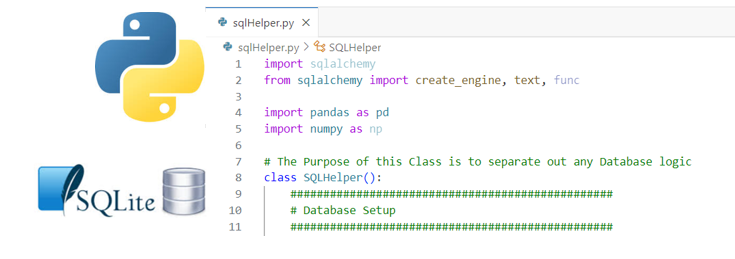 sqlHelper.py
sqlHelper.py > SQLHelper
1 import sqlalchemy
2 from sqlalchemy import create_engine, text, func
3
4 import pandas as pd
5 import numpy as np
6
7 # The Purpose of this Class is to separate out any Database logic
8 class SQLHelper():
9 #################################################
10 # Database Setup
11 #################################################
SQLite